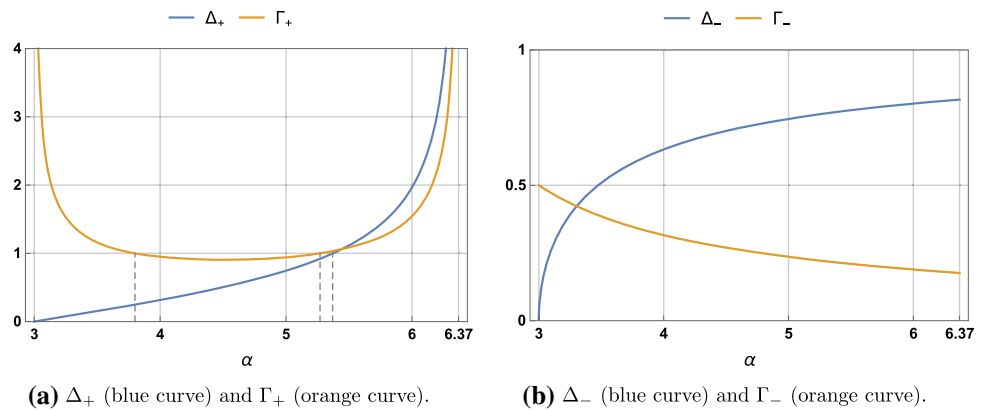 Δ₊ Γ₊
4
3
2
1
0
3 4 5 6 6.37
α
(a) Δ₊ (blue curve) and Γ₊ (orange curve).
Δ₋ Γ₋
1
0.5
0
3 4 5 6 6.37
α
(b) Δ₋ (blue curve) and Γ₋ (orange curve).